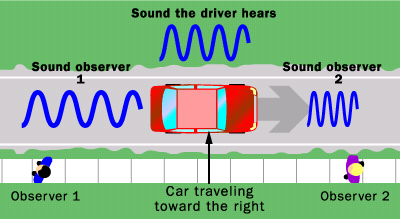 Sound the driver hears
Sound observer
1
Sound observer
2
Observer 1
Car traveling
toward the right
Observer 2